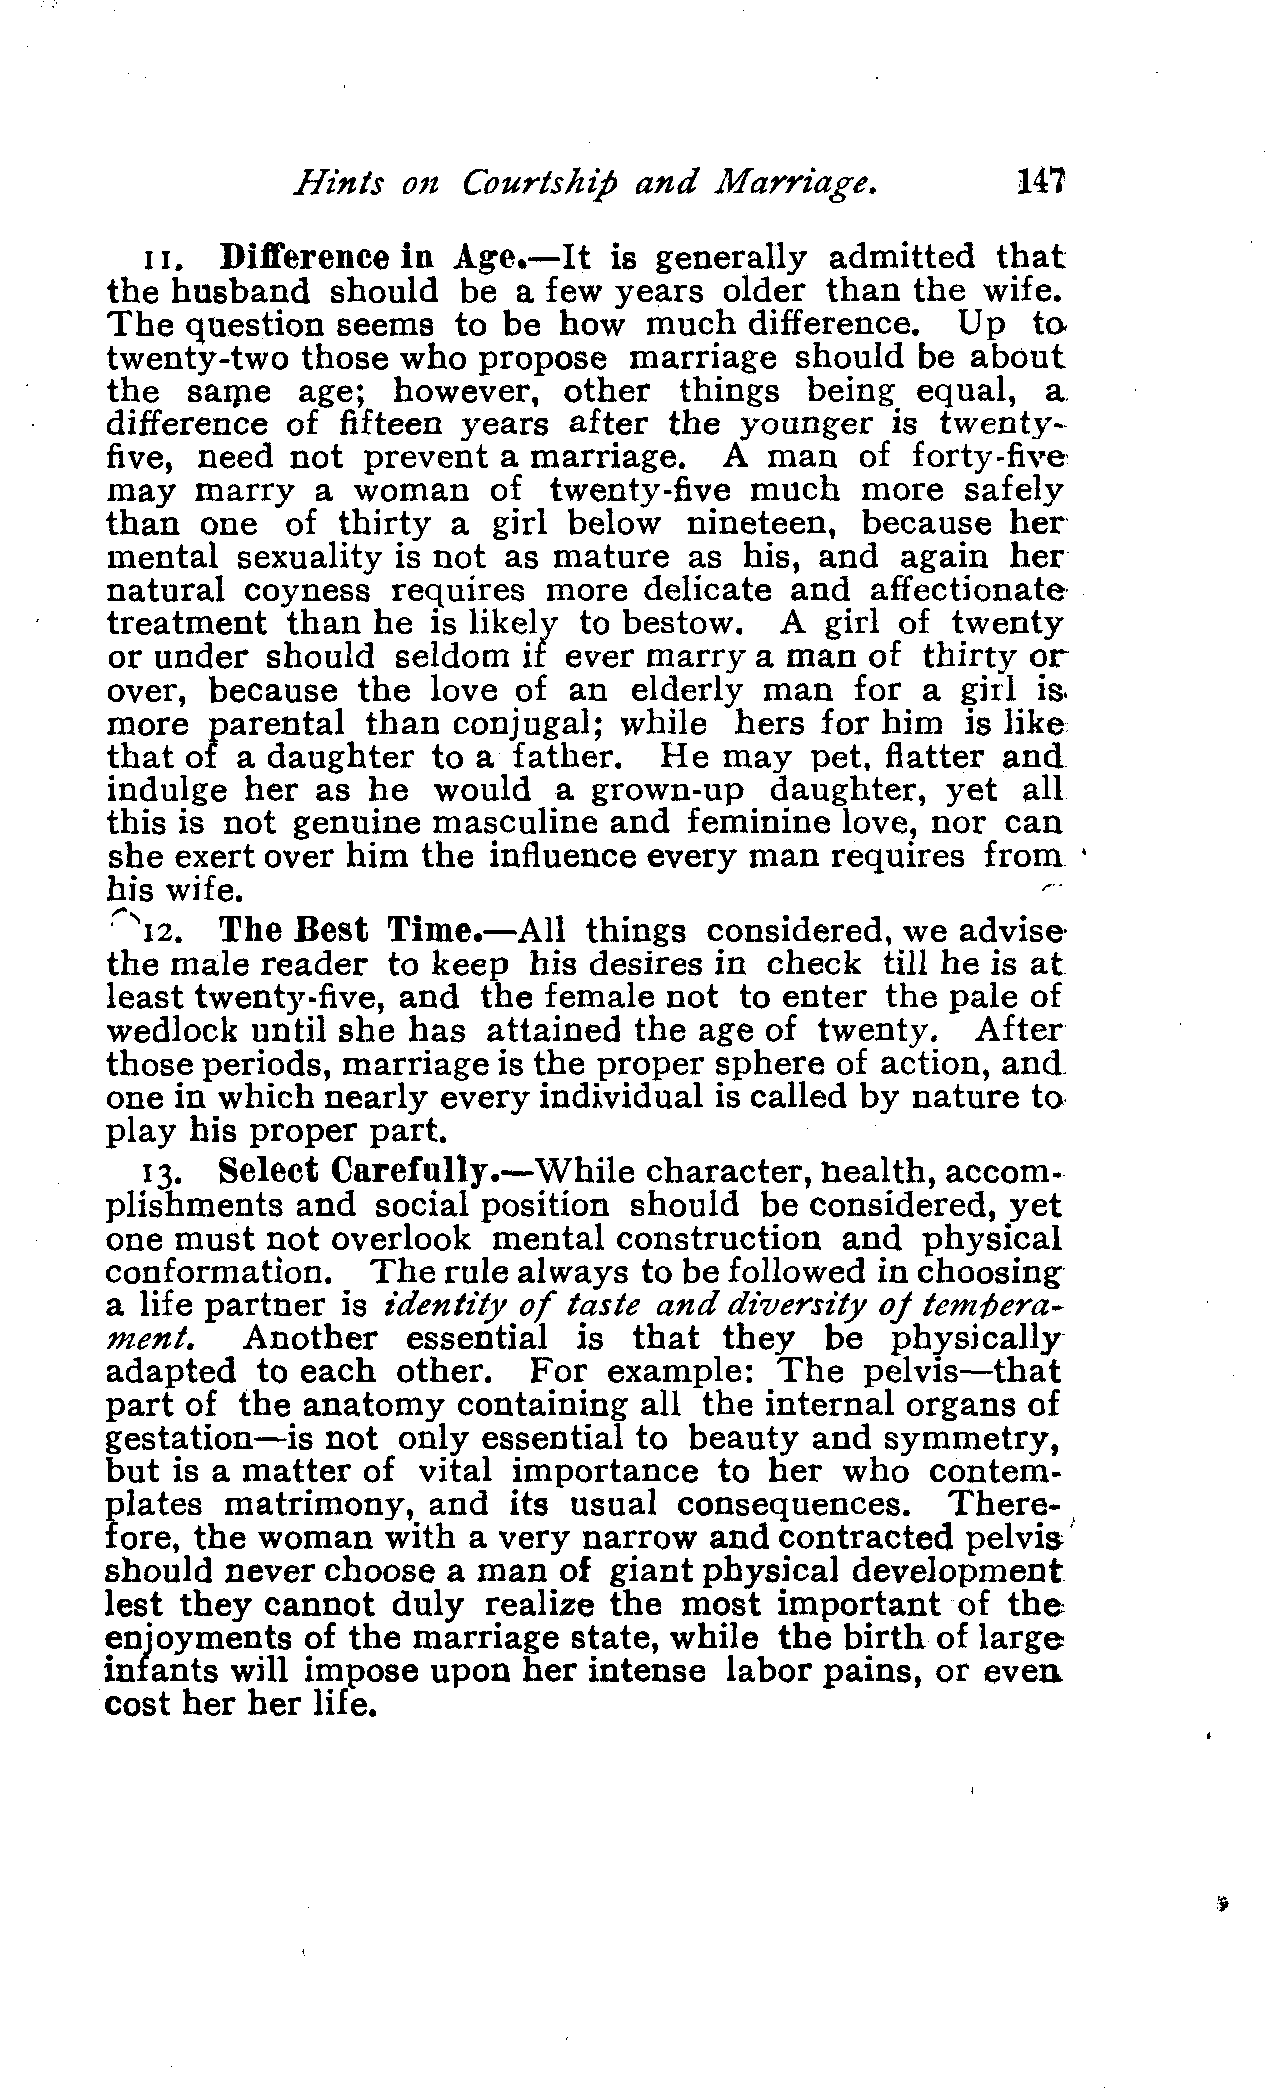 Hints on Courtship and Marriage. 147
11. Difference in Age.—It is generally admitted that
the husband should be a few years older than the wife.
The question seems to be how much difference. Up to
twenty-two those who propose marriage should be about
the same age; however, other things being equal, a
difference of fifteen years after the younger is twenty-
five, need not prevent a marriage. A man of forty-five
may marry a woman of twenty-five much more safely
than one of thirty a girl below nineteen, because her
mental sexuality is not as mature as his, and again her
natural coyness requires more delicate and affectionate
treatment than he is likely to bestow. A girl of twenty
or under should seldom if ever marry a man of thirty or
over, because the love of an elderly man for a girl is
more parental than conjugal; while hers for him is like
that of a daughter to a father. He may pet, flatter and
indulge her as he would a grown-up daughter, yet all
this is not genuine masculine and feminine love, nor can
she exert over him the influence every man requires from
his wife.
12. The Best Time.—All things considered, we advise
the male reader to keep his desires in check till he is at
least twenty-five, and the female not to enter the pale of
wedlock until she has attained the age of twenty. After
those periods, marriage is the proper sphere of action, and
one in which nearly every individual is called by nature to
play his proper part.
13. Select Carefully.—While character, health, accom-
plishments and social position should be considered, yet
one must not overlook mental construction and physical
conformation. The rule always to be followed in choosing
a life partner is identity of taste and diversity of tempera-
ment. Another essential is that they be physically
adapted to each other. For example: The pelvis—that
part of the anatomy containing all the internal organs of
gestation—is not only essential to beauty and symmetry,
but is a matter of vital importance to her who contem-
plates matrimony, and its usual consequences. There-
fore, the woman with a very narrow and contracted pelvis
should never choose a man of giant physical development
lest they cannot duly realize the most important of the
enjoyments of the marriage state, while the birth of large
infants will impose upon her intense labor pains, or even
cost her her life.